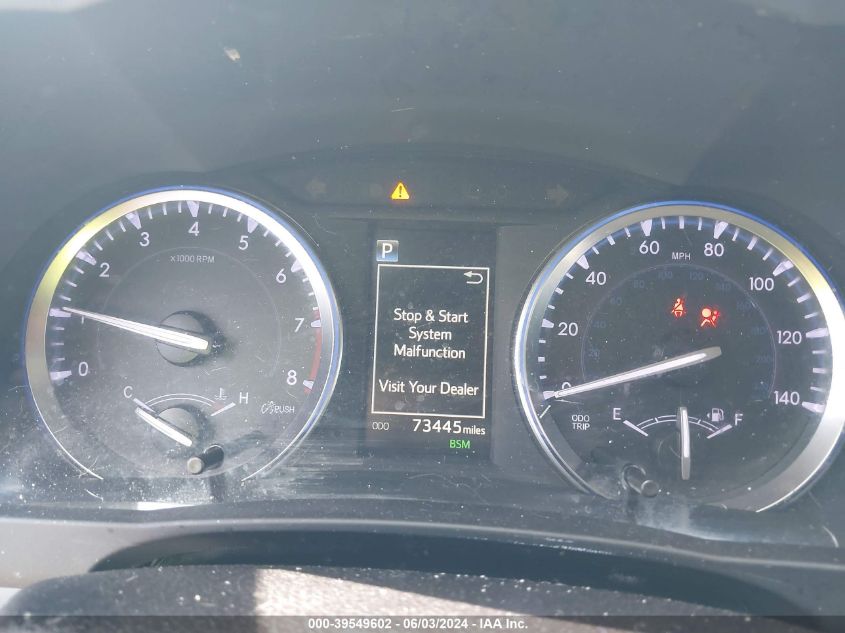 x1000 RPM
0
1
2
3
4
5
6
7
8
C
H
PUSH
P
Stop & Start
System
Malfunction
Visit Your Dealer
ODO 73445 miles
BSM
MPH
0
20
40
60
80
100
120
140
ODO
TRIP
E
F
000-39549602 - 06/03/2024 - IAA Inc.